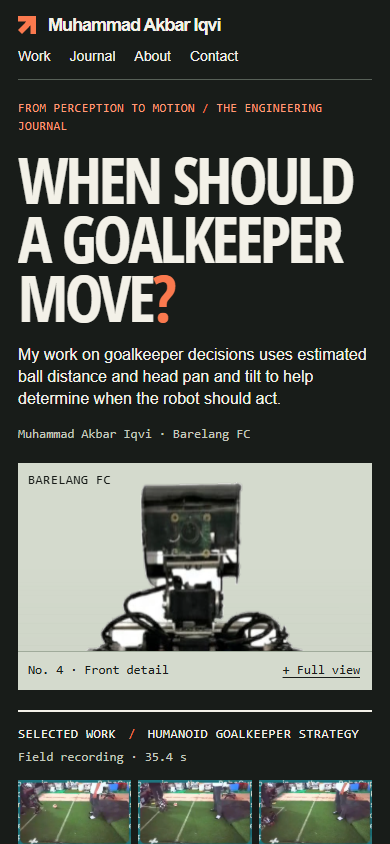 Muhammad Akbar Iqvi
Work Journal About Contact
FROM PERCEPTION TO MOTION / THE ENGINEERING
JOURNAL
WHEN SHOULD
A GOALKEEPER
MOVE?
My work on goalkeeper decisions uses estimated
ball distance and head pan and tilt to help
determine when the robot should act.
Muhammad Akbar Iqvi · Barelang FC
BARELANG FC
No. 4 · Front detail + Full view
SELECTED WORK / HUMANOID GOALKEEPER STRATEGY
Field recording · 35.4 s